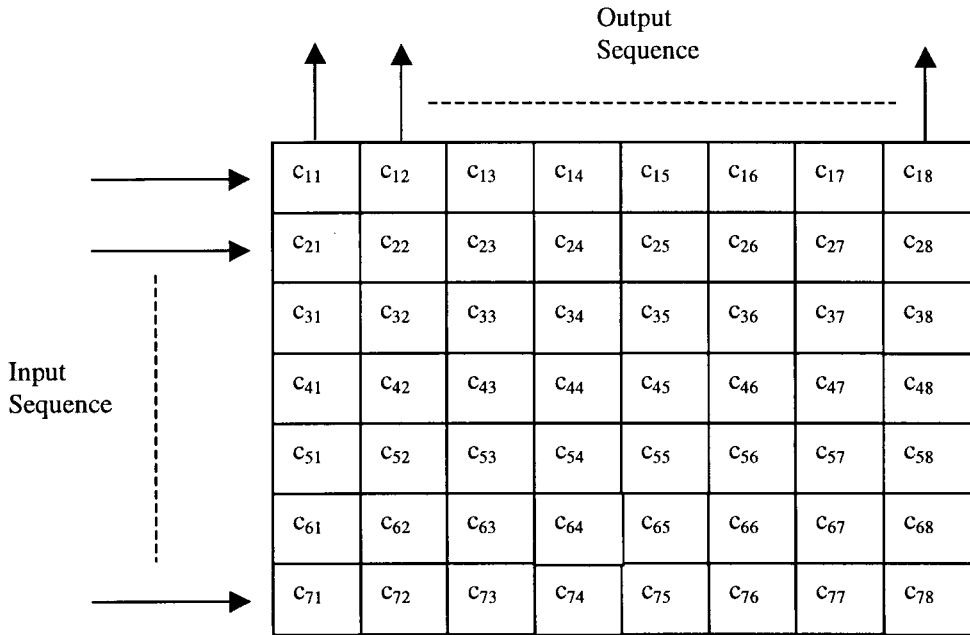 Output
Sequence
c11 c12 c13 c14 c15 c16 c17 c18
c21 c22 c23 c24 c25 c26 c27 c28
c31 c32 c33 c34 c35 c36 c37 c38
Input
Sequence
c41 c42 c43 c44 c45 c46 c47 c48
c51 c52 c53 c54 c55 c56 c57 c58
c61 c62 c63 c64 c65 c66 c67 c68
c71 c72 c73 c74 c75 c76 c77 c78